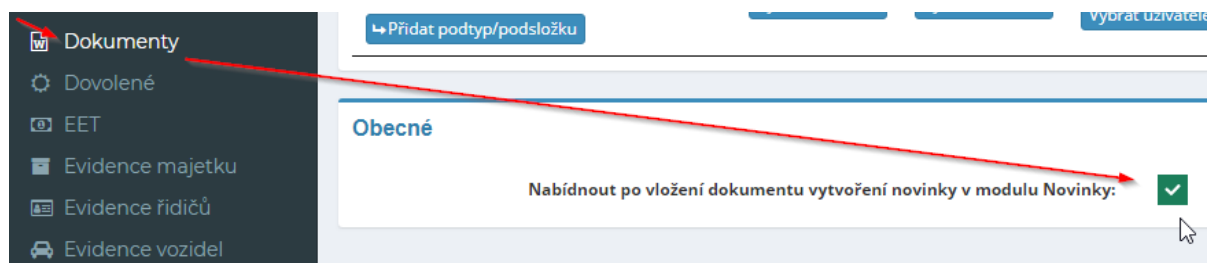 Dokumenty
Dovolené
EET
Evidence majetku
Evidence řidičů
Evidence vozidel
Přidat podtyp/podsložku
Vybrat uživatele
Obecné
Nabídnout po vložení dokumentu vytvoření novinky v modulu Novinky: